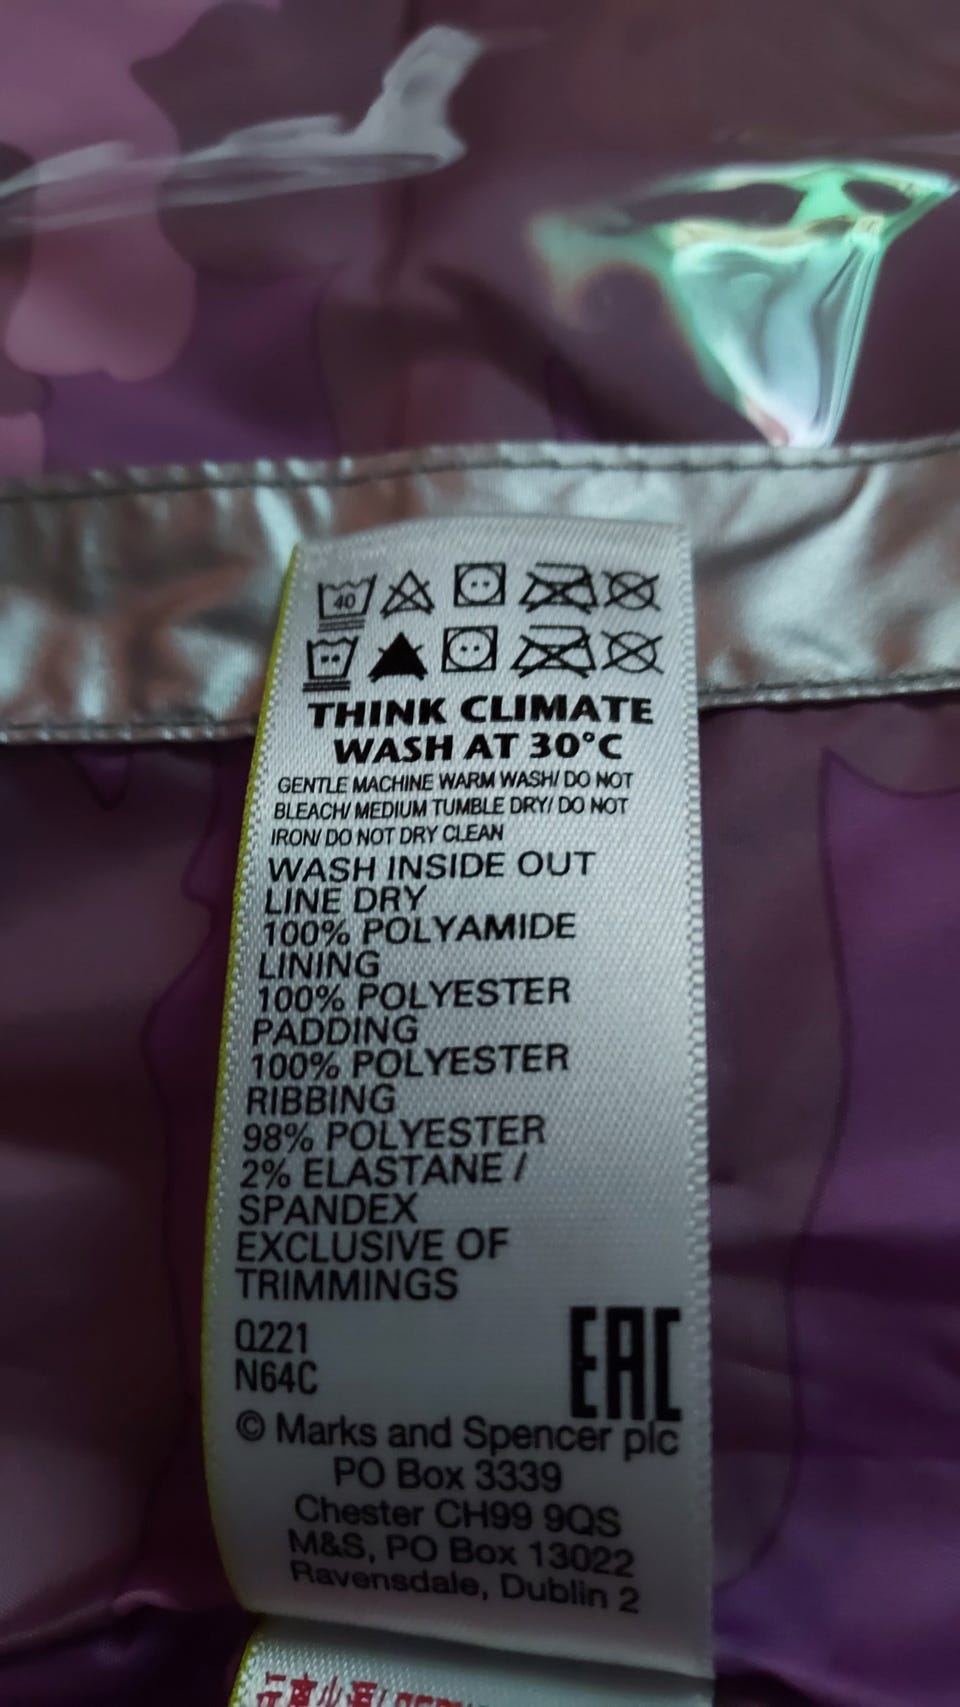 40
THINK CLIMATE
WASH AT 30°C
GENTLE MACHINE WARM WASH/ DO NOT
BLEACH/ MEDIUM TUMBLE DRY/ DO NOT
IRON/ DO NOT DRY CLEAN
WASH INSIDE OUT
LINE DRY
100% POLYAMIDE
LINING
100% POLYESTER
PADDING
100% POLYESTER
RIBBING
98% POLYESTER
2% ELASTANE /
SPANDEX
EXCLUSIVE OF
TRIMMINGS
Q221
N64C
EAC
© Marks and Spencer plc
PO Box 3339
Chester CH99 9QS
M&S, PO Box 13022
Ravensdale, Dublin 2